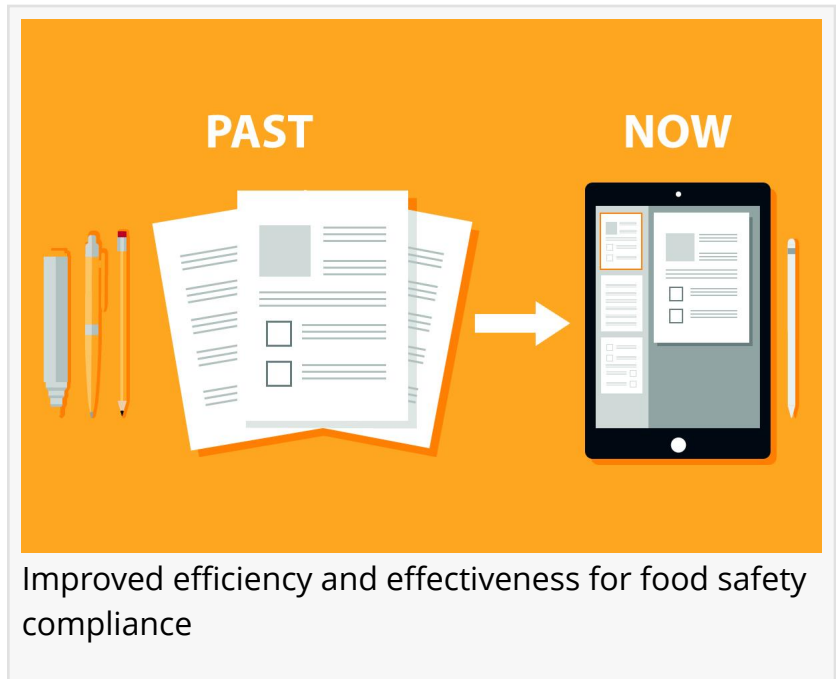 PAST
NOW
Improved efficiency and effectiveness for food safety
compliance